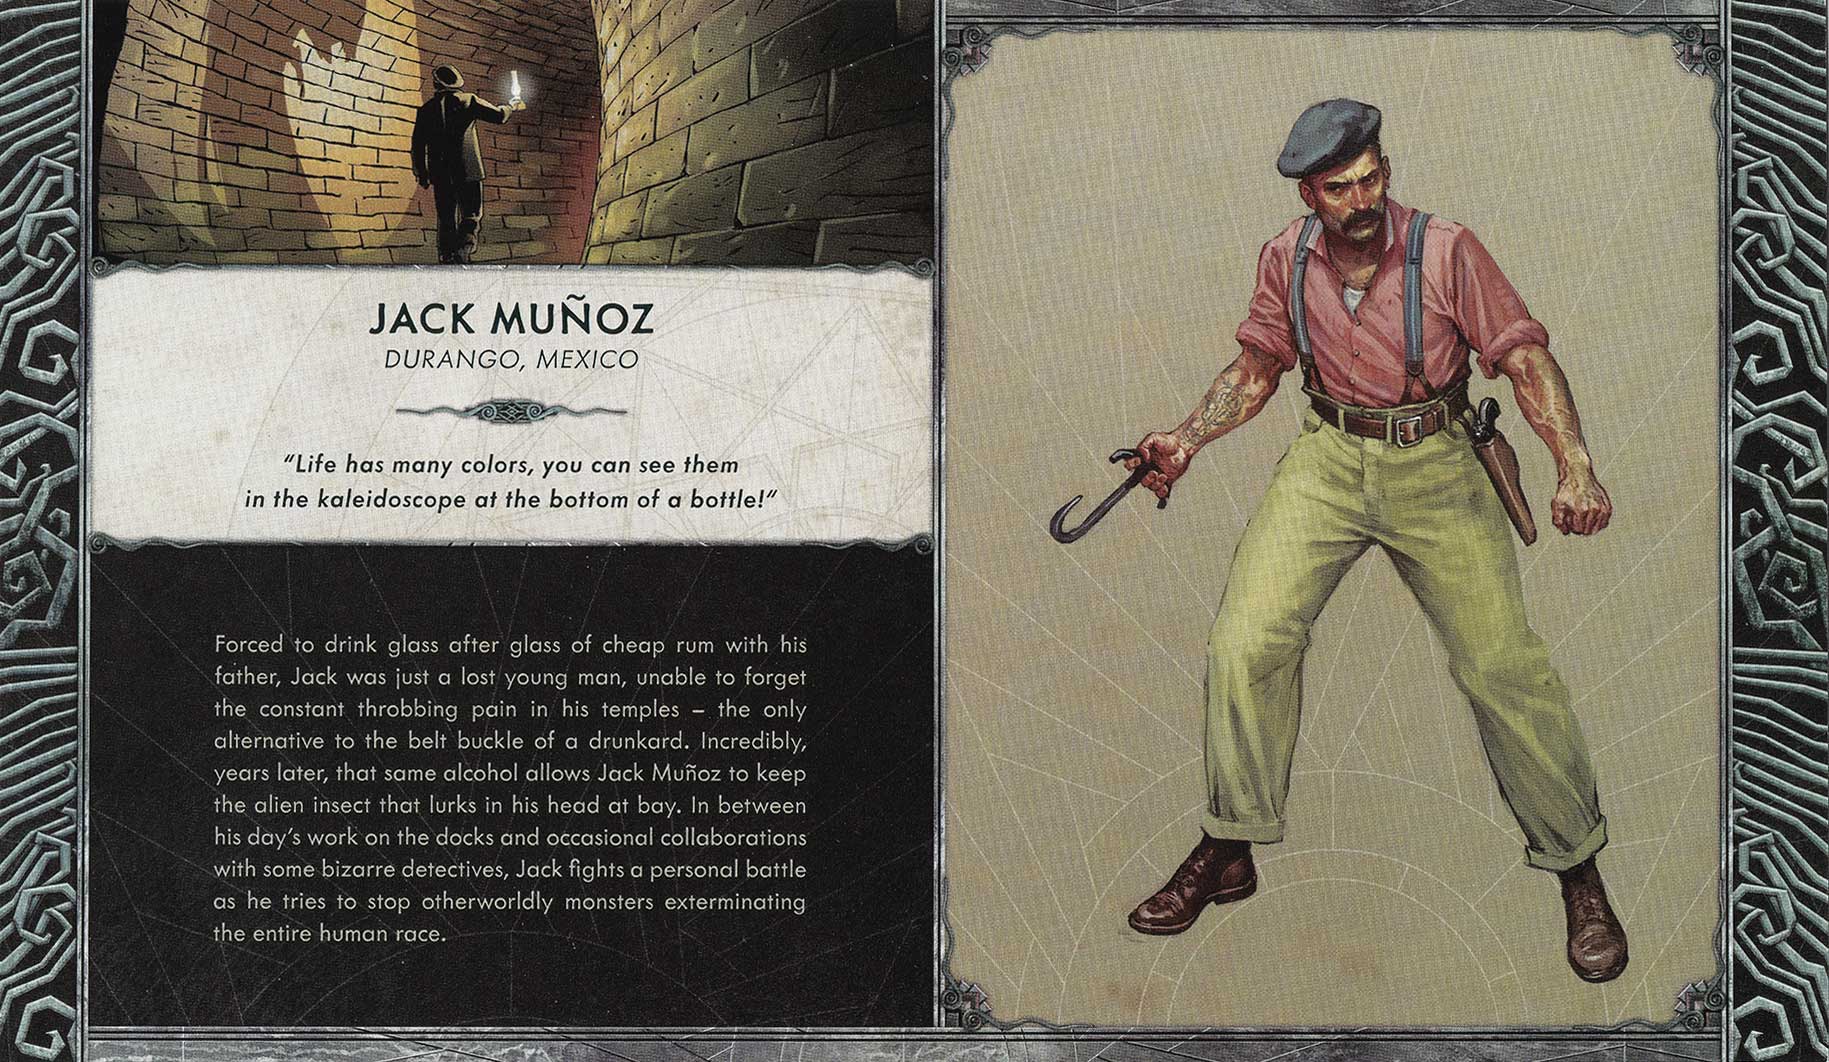 JACK MUÑOZ
DURANGO, MEXICO
“Life has many colors, you can see them
in the kaleidoscope at the bottom of a bottle!“
Forced to drink glass after glass of cheap rum with his
father, Jack was just a lost young man, unable to forget
the constant throbbing pain in his temples – the only
alternative to the belt buckle of a drunkard. Incredibly,
years later, that same alcohol allows Jack Muñoz to keep
the alien insect that lurks in his head at bay. In between
his day’s work on the docks and occasional collaborations
with some bizarre detectives, Jack fights a personal battle
as he tries to stop otherworldly monsters exterminating
the entire human race.